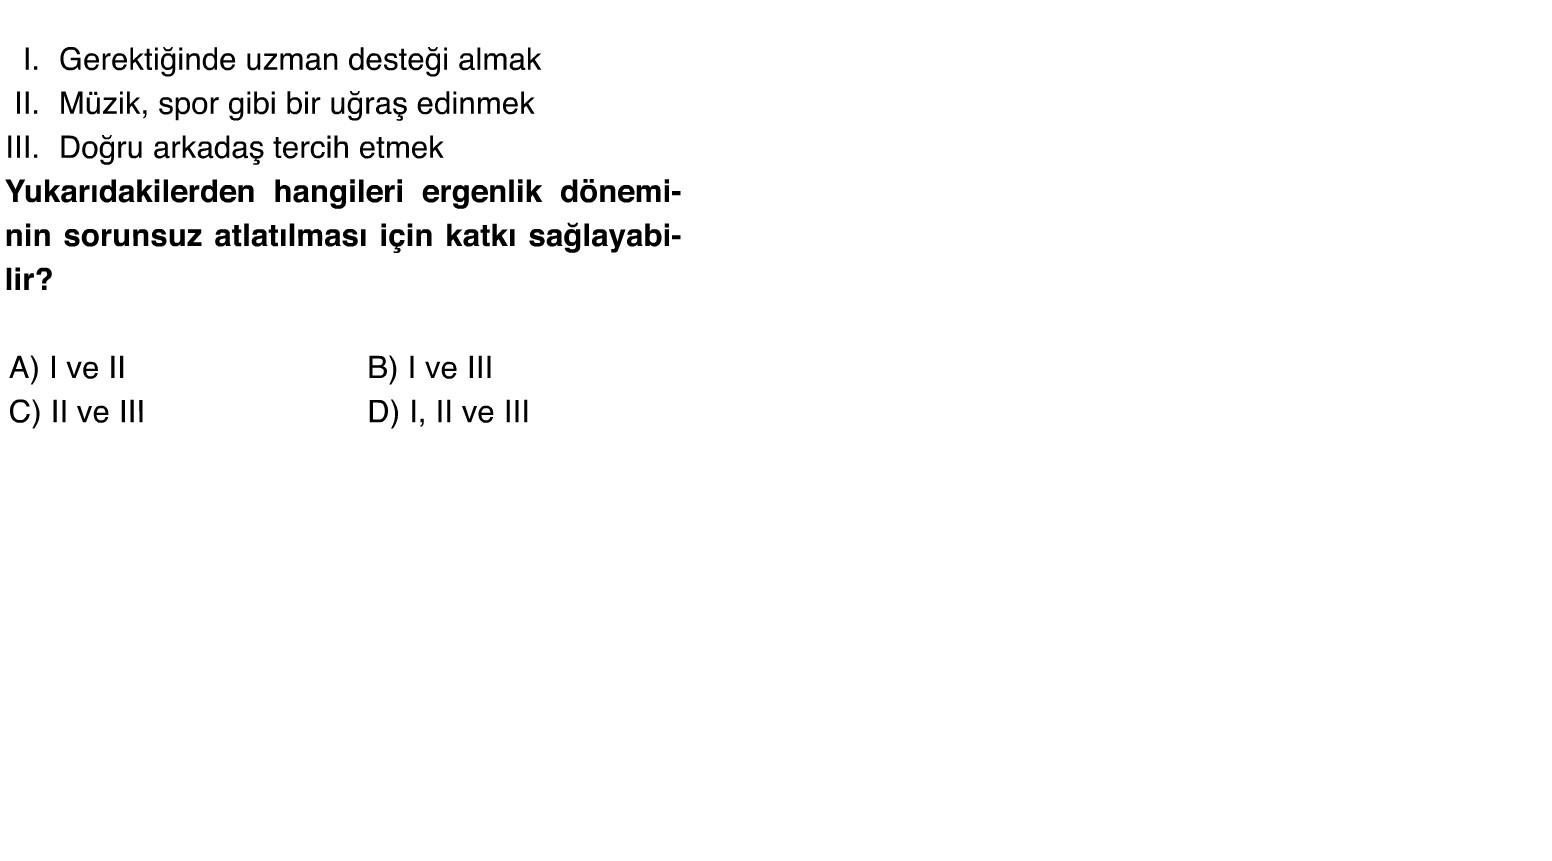 I. Gerektiğinde uzman desteği almak
II. Müzik, spor gibi bir uğraş edinmek
III. Doğru arkadaş tercih etmek
Yukarıdakilerden hangileri ergenlik dönemi-
nin sorunsuz atlatılması için katkı sağlayabi-
lir?
A) I ve II B) I ve III
C) II ve III D) I, II ve III